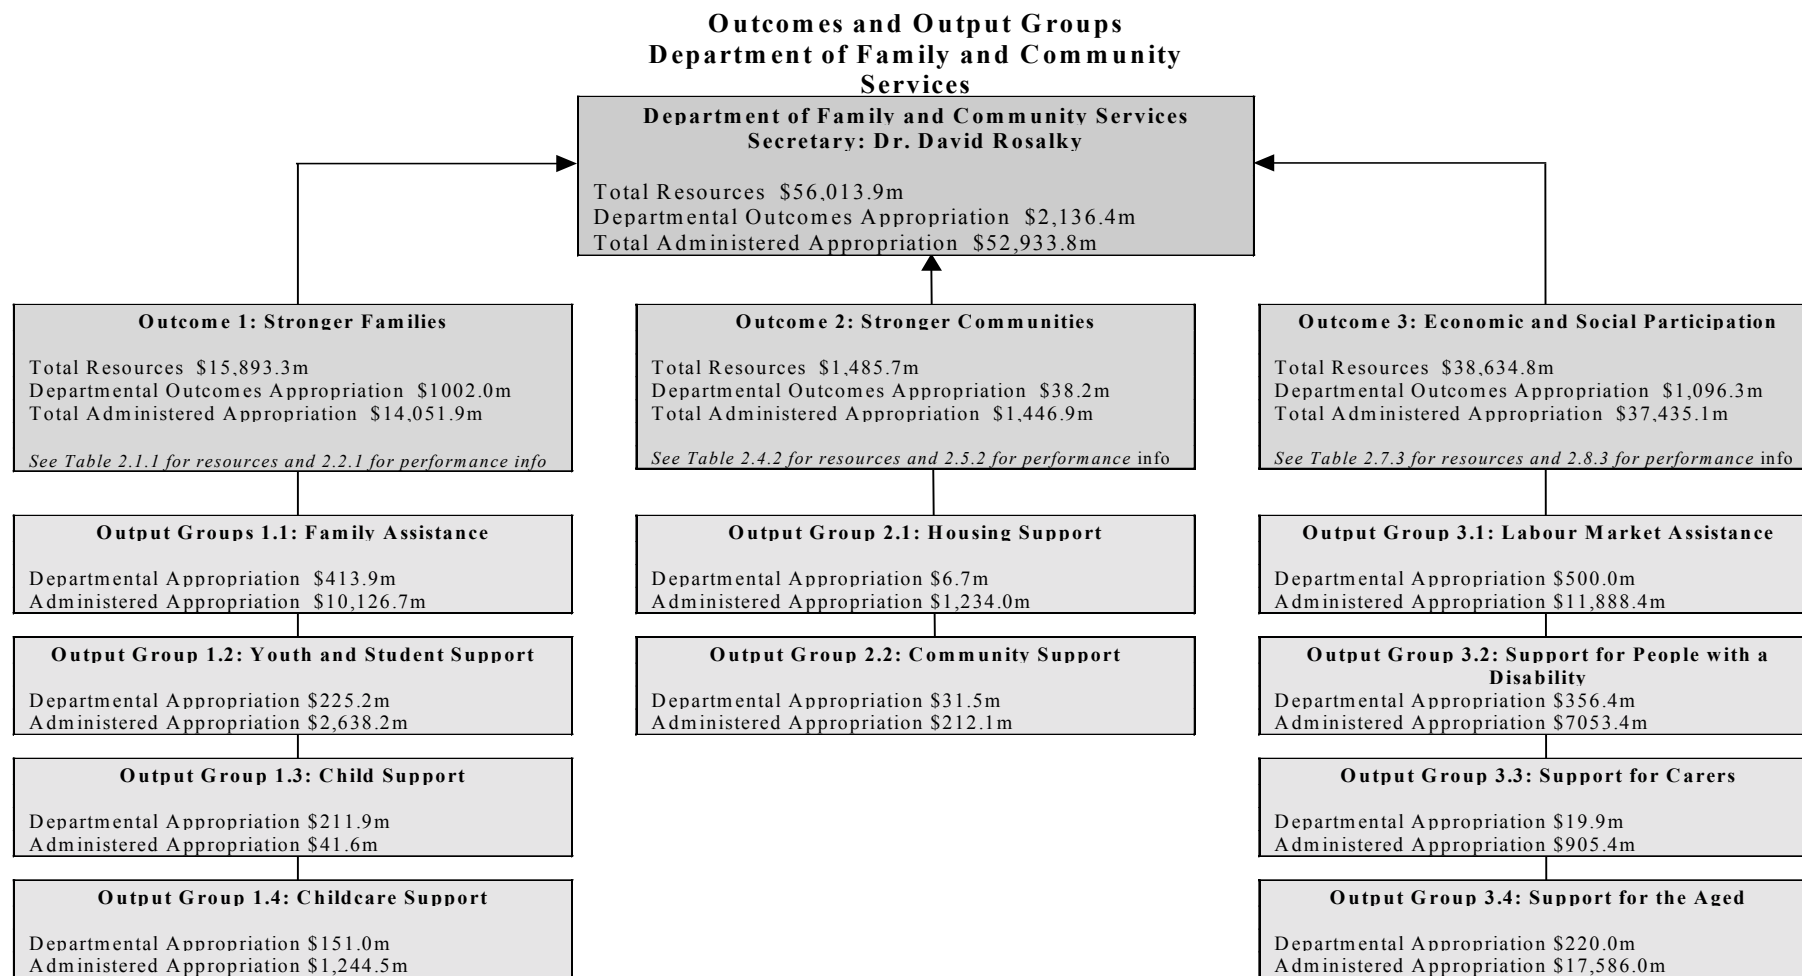 Outcomes and Output Groups
Department of Family and Community
Services
Department of Family and Community Services
Secretary: Dr. David Rosalky
Total Resources $56,013.9m
Departmental Outcomes Appropriation $2,136.4m
Total Administered Appropriation $52,933.8m
Outcome 1: Stronger Families
Total Resources $15,893.3m
Departmental Outcomes Appropriation $1002.0m
Total Administered Appropriation $14,051.9m
See Table 2.1.1 for resources and 2.2.1 for performance info
Outcome 2: Stronger Communities
Total Resources $1,485.7m
Departmental Outcomes Appropriation $38.2m
Total Administered Appropriation $1,446.9m
See Table 2.4.2 for resources and 2.5.2 for performance info
Outcome 3: Economic and Social Participation
Total Resources $38,634.8m
Departmental Outcomes Appropriation $1,096.3m
Total Administered Appropriation $37,435.1m
See Table 2.7.3 for resources and 2.8.3 for performance info
Output Groups 1.1: Family Assistance
Departmental Appropriation $413.9m
Administered Appropriation $10,126.7m
Output Group 2.1: Housing Support
Departmental Appropriation $6.7m
Administered Appropriation $1,234.0m
Output Group 3.1: Labour Market Assistance
Departmental Appropriation $500.0m
Administered Appropriation $11,888.4m
Output Group 1.2: Youth and Student Support
Departmental Appropriation $225.2m
Administered Appropriation $2,638.2m
Output Group 2.2: Community Support
Departmental Appropriation $31.5m
Administered Appropriation $212.1m
Output Group 3.2: Support for People with a
Disability
Departmental Appropriation $356.4m
Administered Appropriation $7053.4m
Output Group 1.3: Child Support
Departmental Appropriation $211.9m
Administered Appropriation $41.6m
Output Group 3.3: Support for Carers
Departmental Appropriation $19.9m
Administered Appropriation $905.4m
Output Group 1.4: Childcare Support
Departmental Appropriation $151.0m
Administered Appropriation $1,244.5m
Output Group 3.4: Support for the Aged
Departmental Appropriation $220.0m
Administered Appropriation $17,586.0m